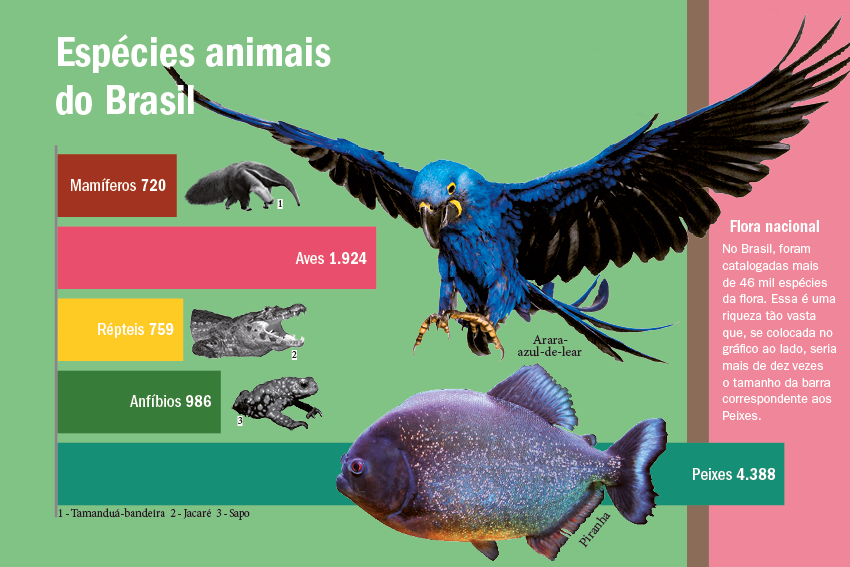 Espécies animais
do Brasil
Mamíferos 720
1
Aves 1.924
Répteis 759
2
Anfíbios 986
3
Peixes 4.388
1 - Tamanduá-bandeira 2 - Jacaré 3 - Sapo
Arara-
azul-de-lear
Piranha
Flora nacional
No Brasil, foram
catalogadas mais
de 46 mil espécies
da flora. Essa é uma
riqueza tão vasta
que, se colocada no
gráfico ao lado, seria
mais de dez vezes
o tamanho da barra
correspondente aos
Peixes.